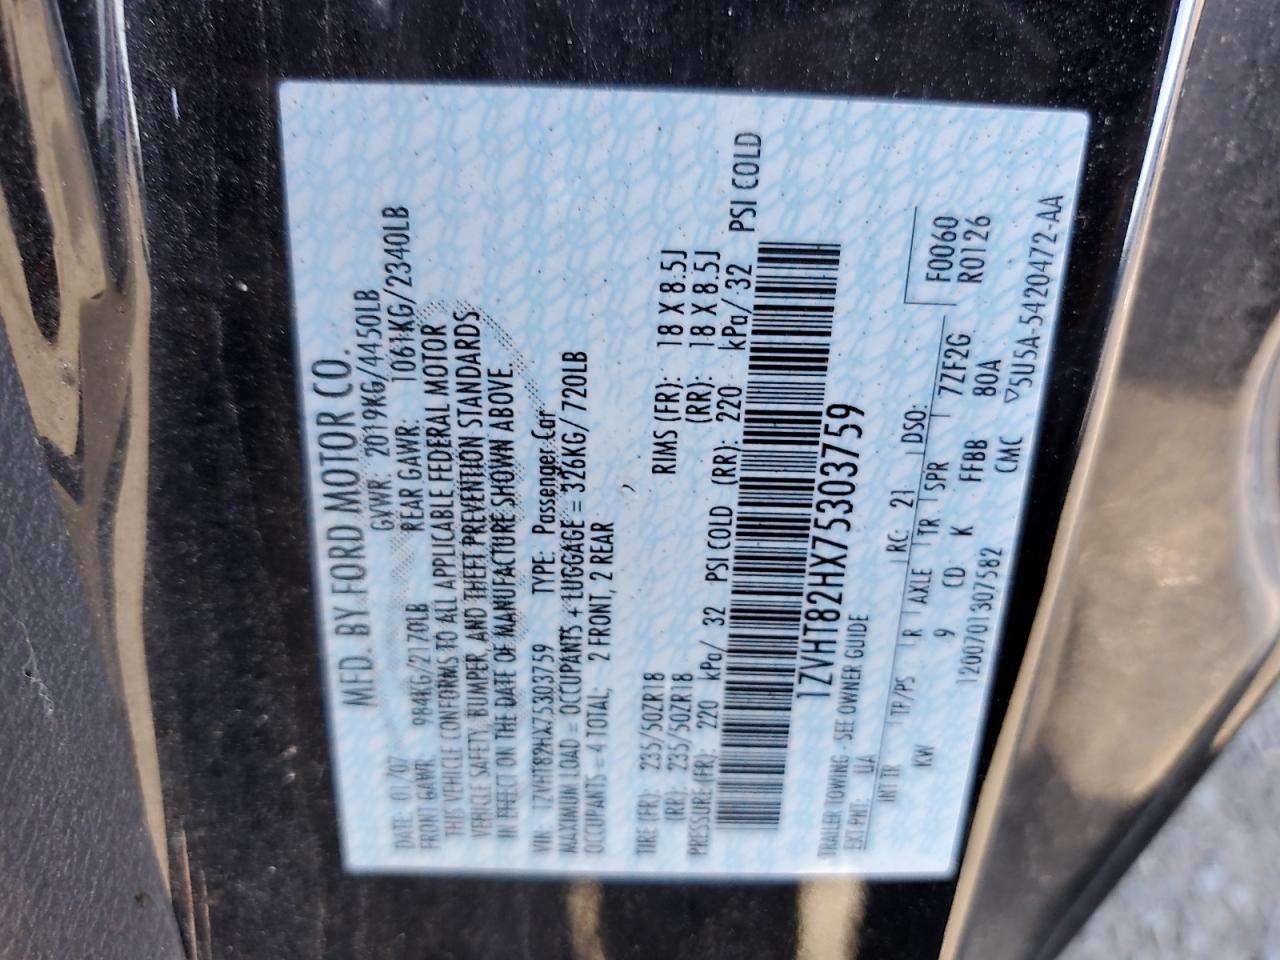 MFD. BY FORD MOTOR CO.
DATE: 01/07 GVWR: 2019KG/4450LB
FRONT GAWR: 984KG/2170LB REAR GAWR: 1061KG/2340LB
THIS VEHICLE CONFORMS TO ALL APPLICABLE FEDERAL MOTOR
VEHICLE SAFETY, BUMPER, AND THEFT PREVENTION STANDARDS
IN EFFECT ON THE DATE OF MANUFACTURE SHOWN ABOVE
VIN: 1ZVHT82HX75303759 TYPE: Passenger Car
MAXIMUM LOAD = OCCUPANTS + LUGGAGE = 326KG/720LB
OCCUPANTS = 4 TOTAL; 2 FRONT, 2 REAR
TIRE (FR): 235/50ZR18 RIMS (FR): 18 X 8.5J
(RR): 235/50ZR18 (RR): 18 X 8.5J
PRESSURE(FR): 220 kPa/ 32 PSI COLD (RR): 220 kPa/ 32 PSI COLD
1ZVHT82HX75303759
TRAILER TOWING - SEE OWNER GUIDE
EXT PNT: UA RC: 21 DSO: F0060
INT TR TP/PS R AXLE TR SPR 7ZF2G R0126
KW 9 CD K FFBB 80A
1200701307582 CMC ▽5U5A-5420472-AA